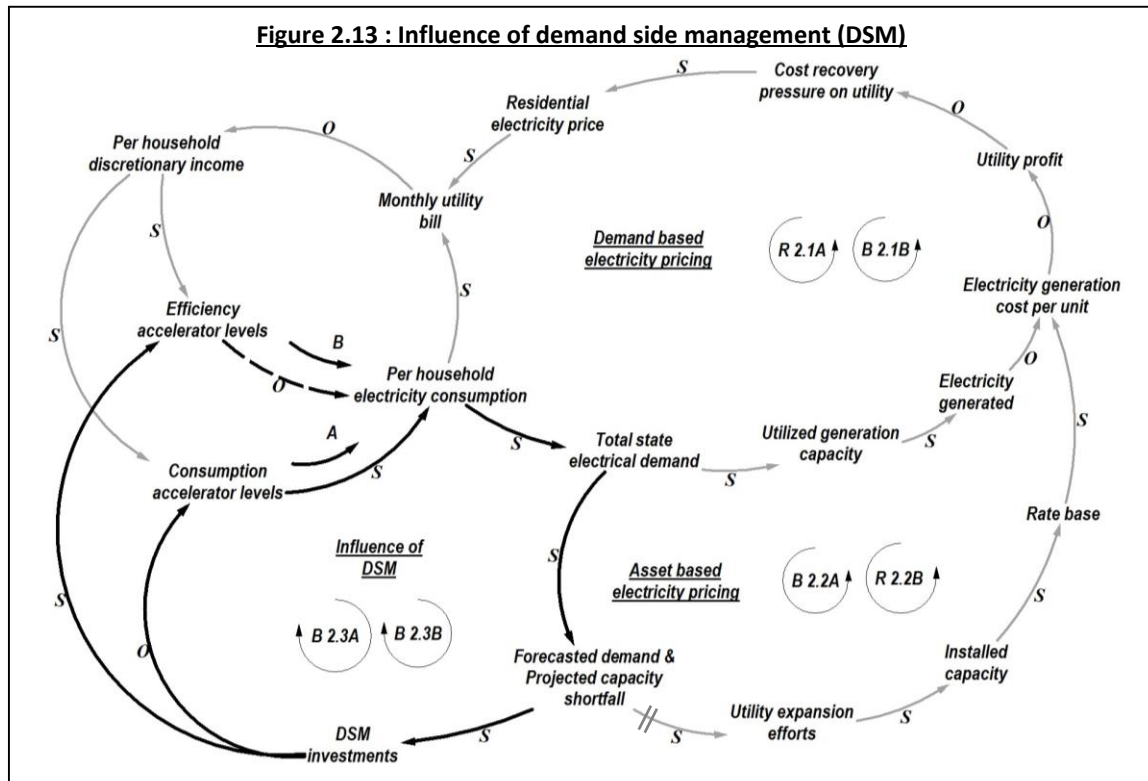 Figure 2.13 : Influence of demand side management (DSM)
S
Cost recovery
pressure on utility
Residential
electricity price
O
Per household
discretionary income
O
S
Utility profit
Monthly utility
bill
S
O
Demand based
electricity pricing
R 2.1A
B 2.1B
S
Electricity generation
cost per unit
Efficiency
accelerator levels
B
S
O
Per household
electricity consumption
O
Electricity
generated
A
S
S
Total state
electrical demand
Utilized generation
capacity
S
S
S
Consumption
accelerator levels
Rate base
Influence of
DSM
S
Asset based
electricity pricing
B 2.2A
R 2.2B
S
S
B 2.3A
B 2.3B
O
Forecasted demand &
Projected capacity
shortfall
Installed
capacity
DSM
investments
S
S
Utility expansion
efforts
S